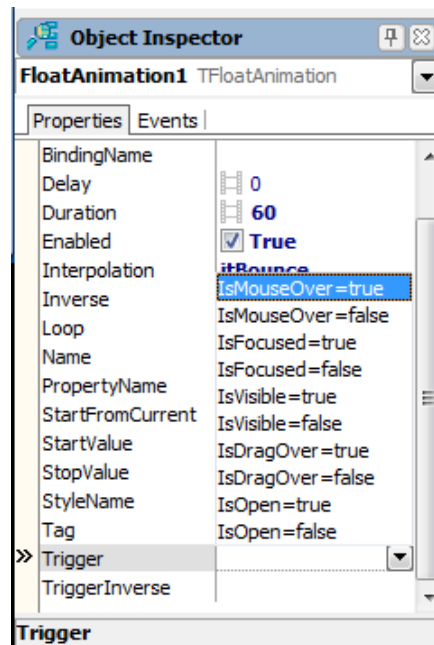 Object Inspector
FloatAnimation1 TFloatAnimation
Properties Events
BindingName
Delay 0
Duration 60
Enabled True
Interpolation itBounce
Inverse
Loop
Name
PropertyName
StartFromCurrent
StartValue
StopValue
StyleName
Tag
Trigger
TriggerInverse
IsMouseOver=true
IsMouseOver=false
IsFocused=true
IsFocused=false
IsVisible=true
IsVisible=false
IsDragOver=true
IsDragOver=false
IsOpen=true
IsOpen=false
Trigger